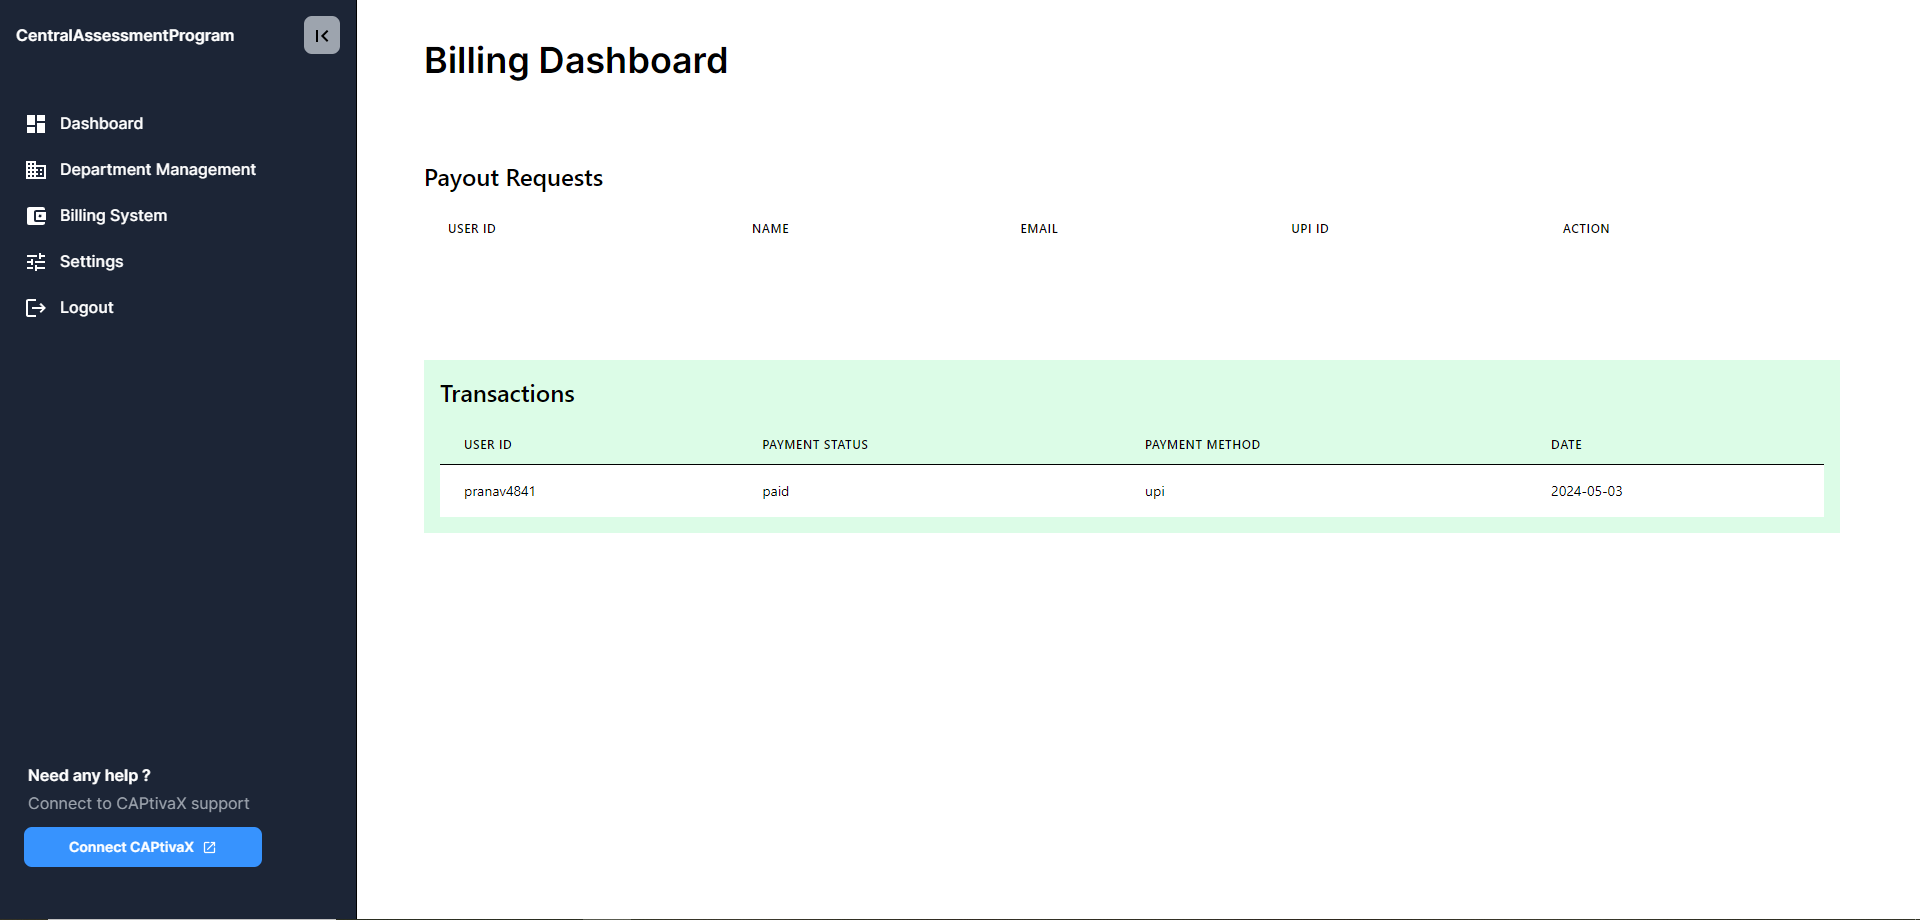 CentralAssessmentProgram
Dashboard
Department Management
Billing System
Settings
Logout
Need any help ?
Connect to CAPtivaX support
Connect CAPtivaX
Billing Dashboard
Payout Requests
USER ID NAME EMAIL UPI ID ACTION
Transactions
USER ID PAYMENT STATUS PAYMENT METHOD DATE
pranav4841 paid upi 2024-05-03